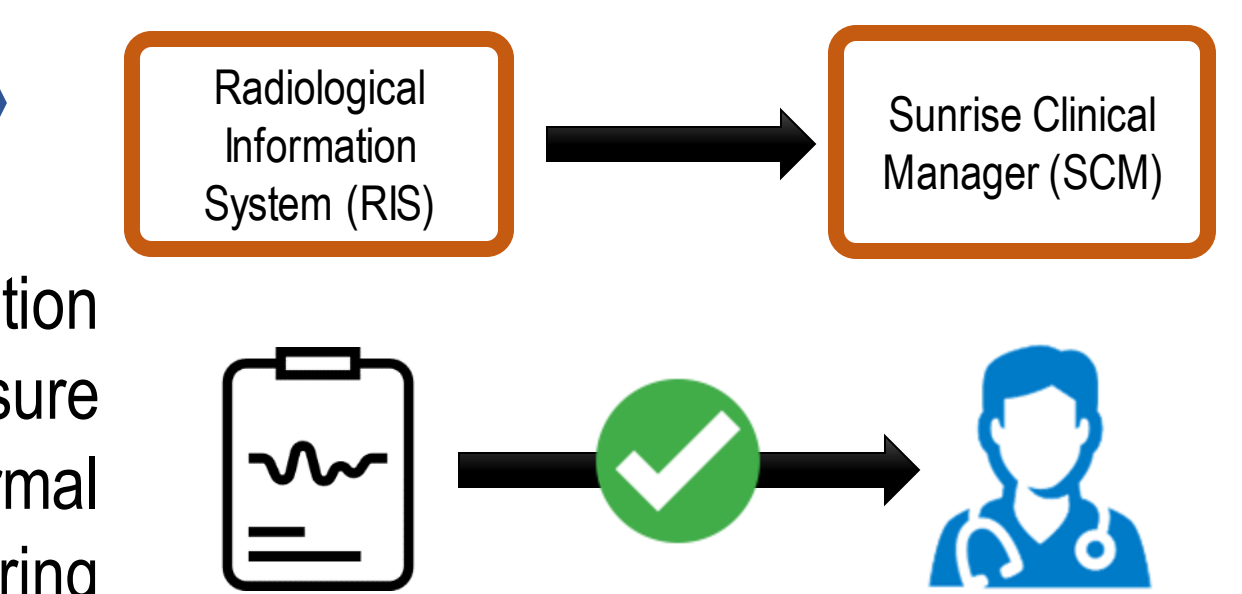 Radiological
Information
System (RIS)
Sunrise Clinical
Manager (SCM)
tion
sure
rmal
ring